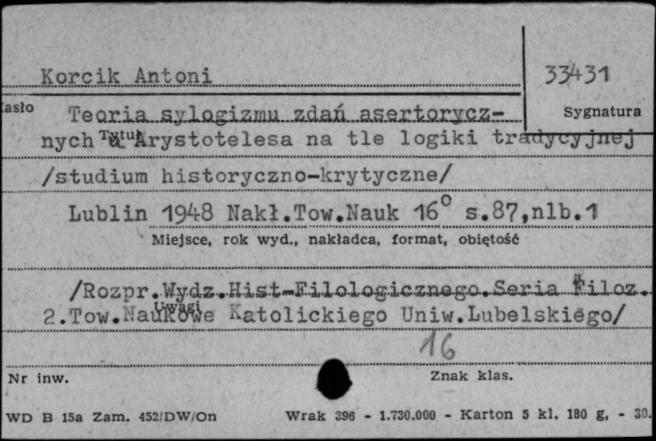 Korcik Antoni
33431
Hasło
Teoria sylogizmu zdań asertorycz-
Sygnatura
nych u Arystotelesa na tle logiki tradycyjnej
Tytuł
/studium historyczno-krytyczne/
Lublin 1948 Nakł.Tow.Nauk 16° s.87,nlb.1
Miejsce, rok wyd., nakładca, format, objętość
/Rozpr.Wydz.Hist-Filologicznego.Seria Filoz.
Uwagi
2.Tow.Naukowe Katolickiego Uniw.Lubelskiego/
16
Nr inw.
Znak klas.
WD B 15a Zam. 452/DW/On
Wrak 396 - 1.730.000 - Karton 5 kl. 180 g, - 30.